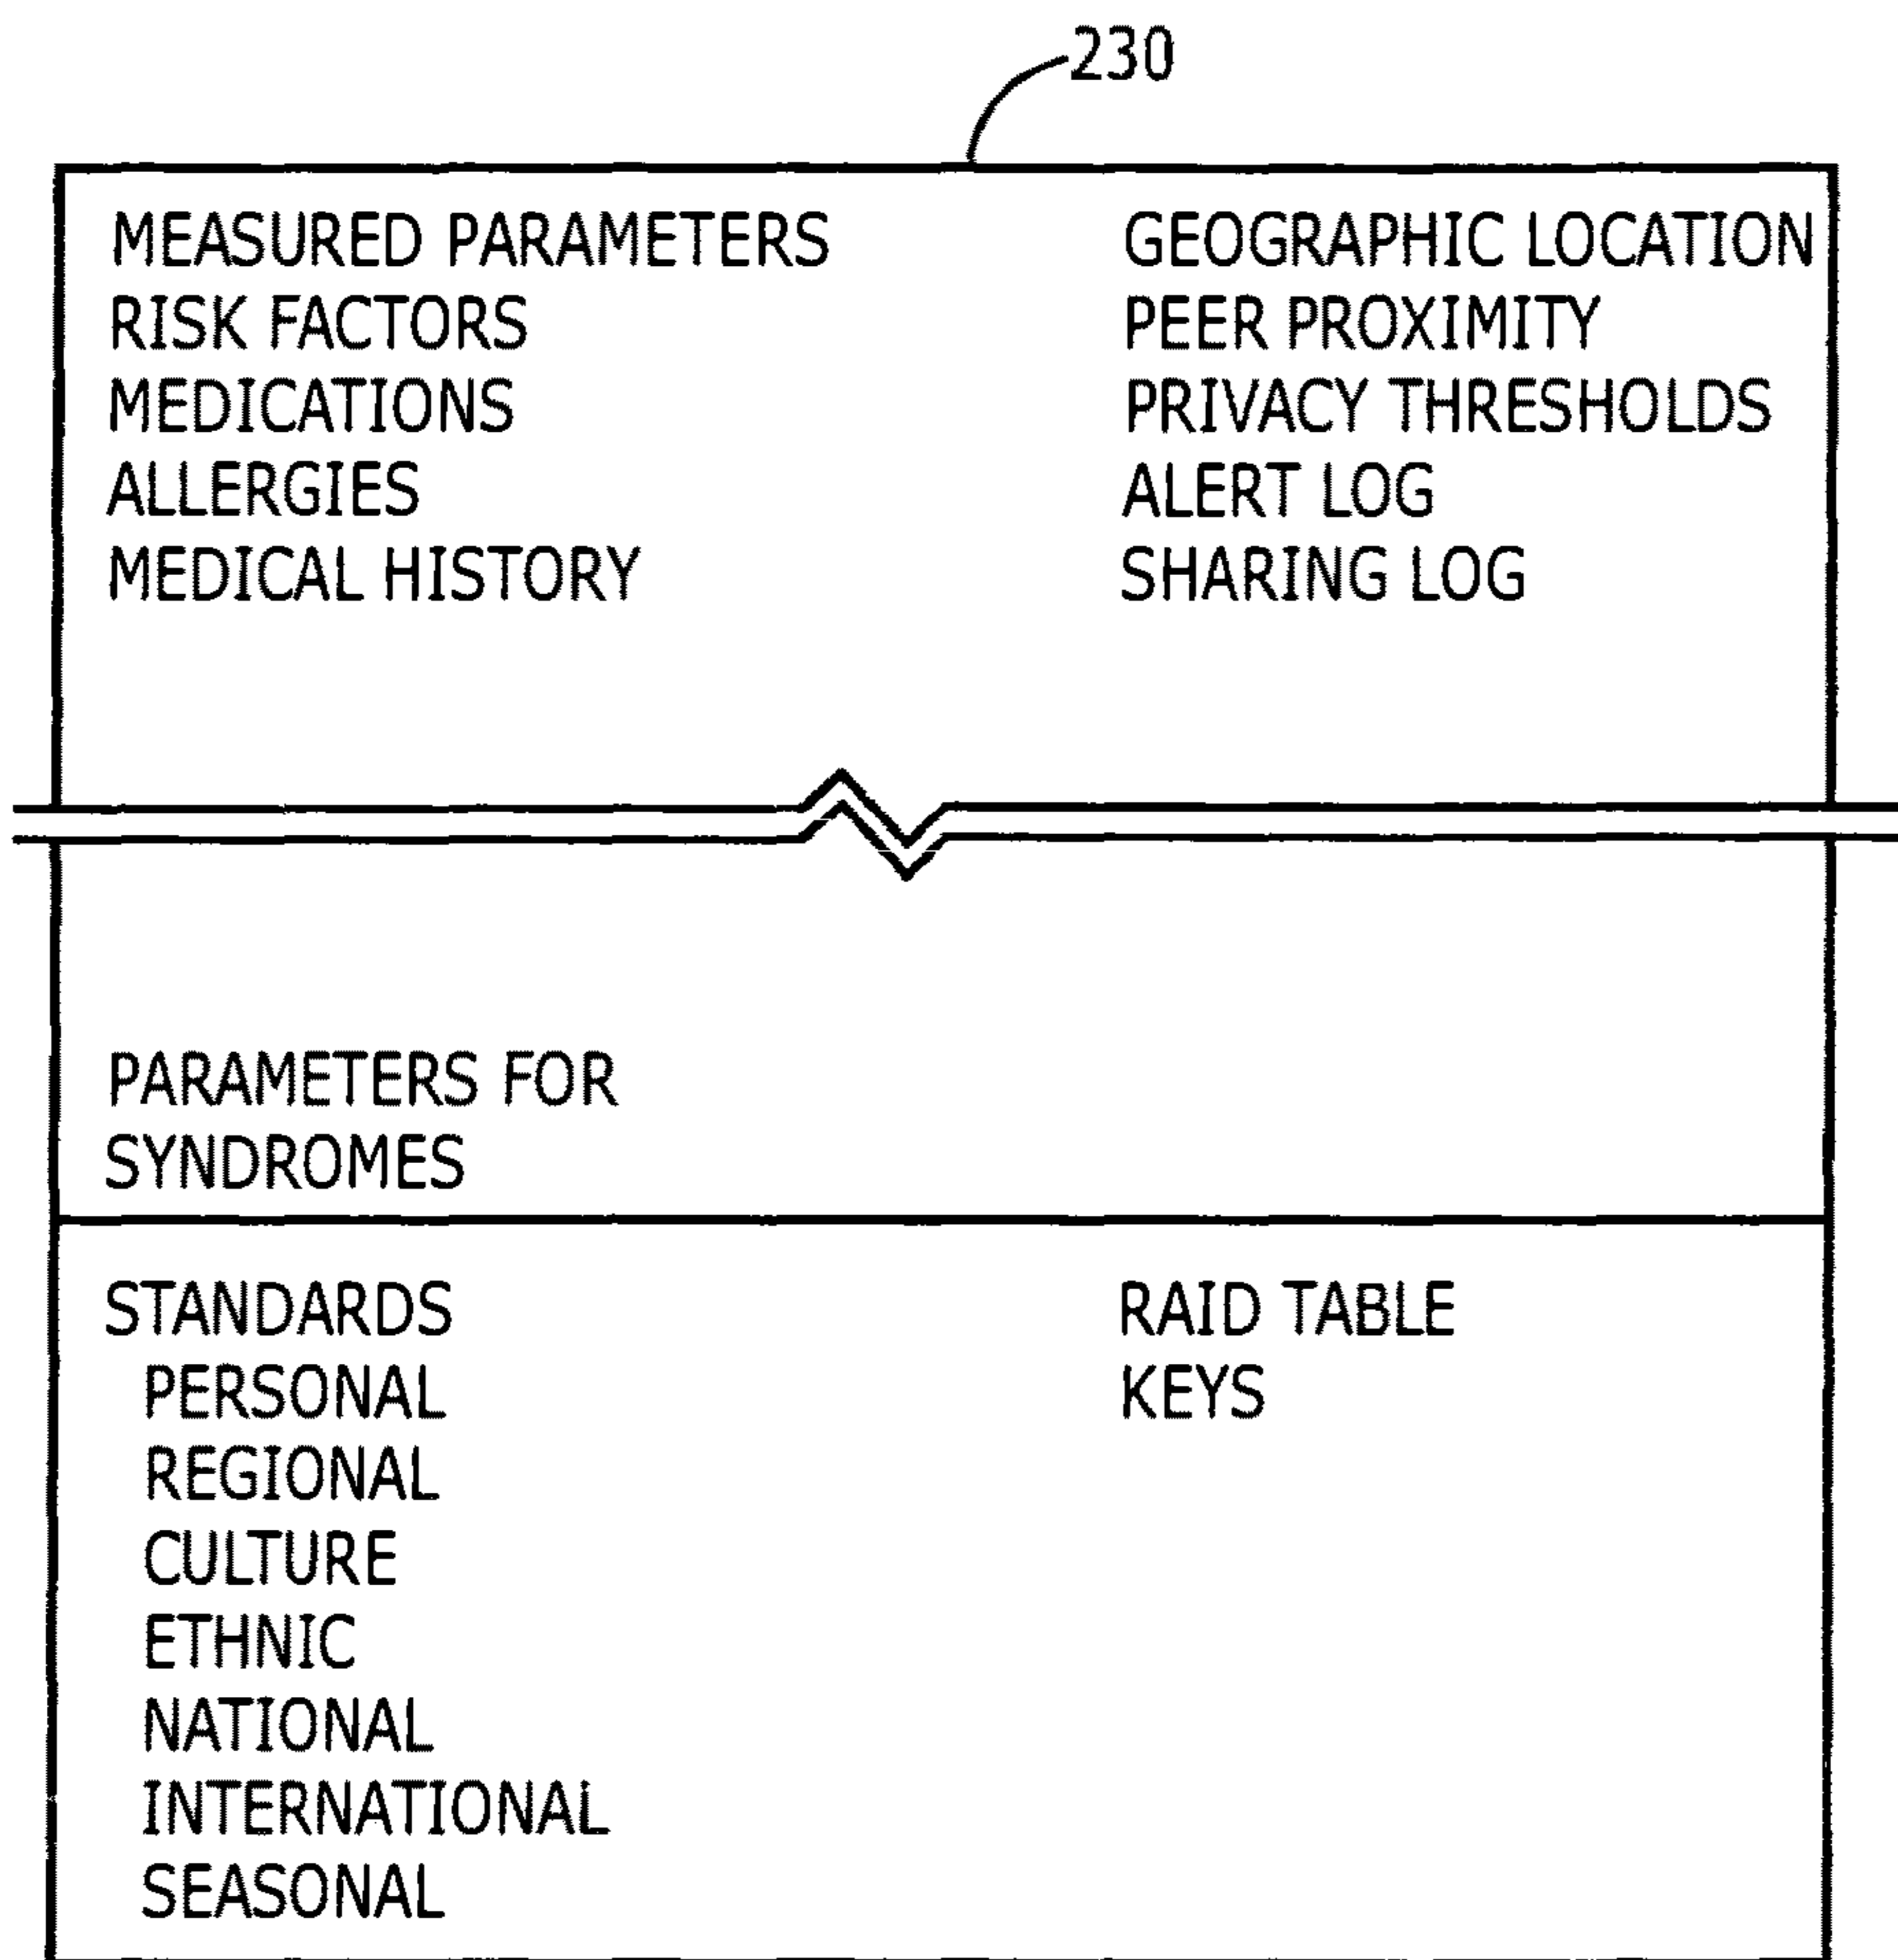 230
MEASURED PARAMETERS
RISK FACTORS
MEDICATIONS
ALLERGIES
MEDICAL HISTORY
GEOGRAPHIC LOCATION
PEER PROXIMITY
PRIVACY THRESHOLDS
ALERT LOG
SHARING LOG
PARAMETERS FOR
SYNDROMES
STANDARDS
PERSONAL
REGIONAL
CULTURE
ETHNIC
NATIONAL
INTERNATIONAL
SEASONAL
RAID TABLE
KEYS